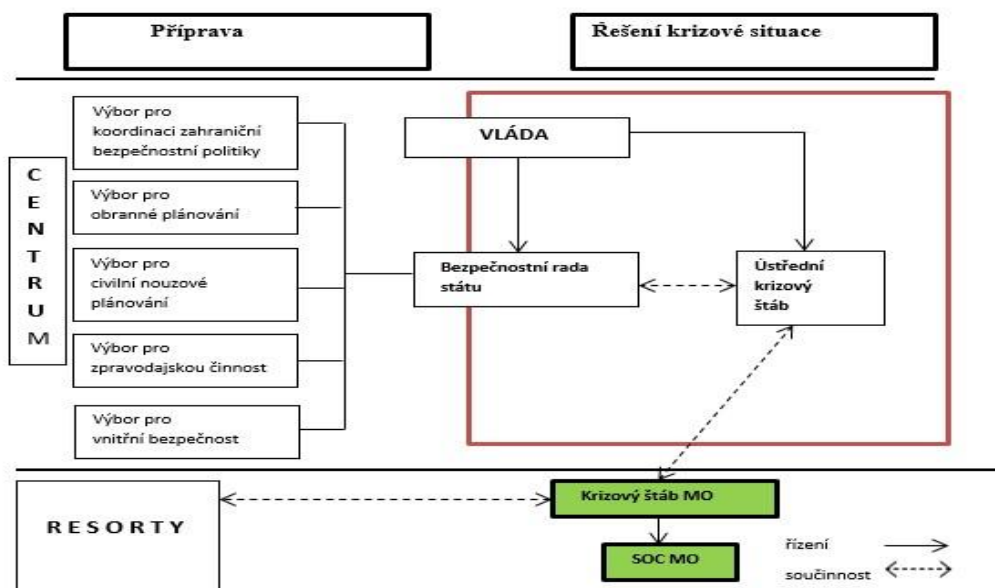 Příprava
Řešení krizové situace
C
E
N
T
R
U
M
Výbor pro
koordinaci zahraniční
bezpečnostní politiky
Výbor pro
obranné plánování
Výbor pro
civilní nouzové
plánování
Výbor pro
zpravodajskou činnost
Výbor pro
vnitřní bezpečnost
VLÁDA
Bezpečnostní rada
státu
Ústřední
krizový
štáb
RESORTY
Krizový štáb MO
SOC MO
řízení
součinnost